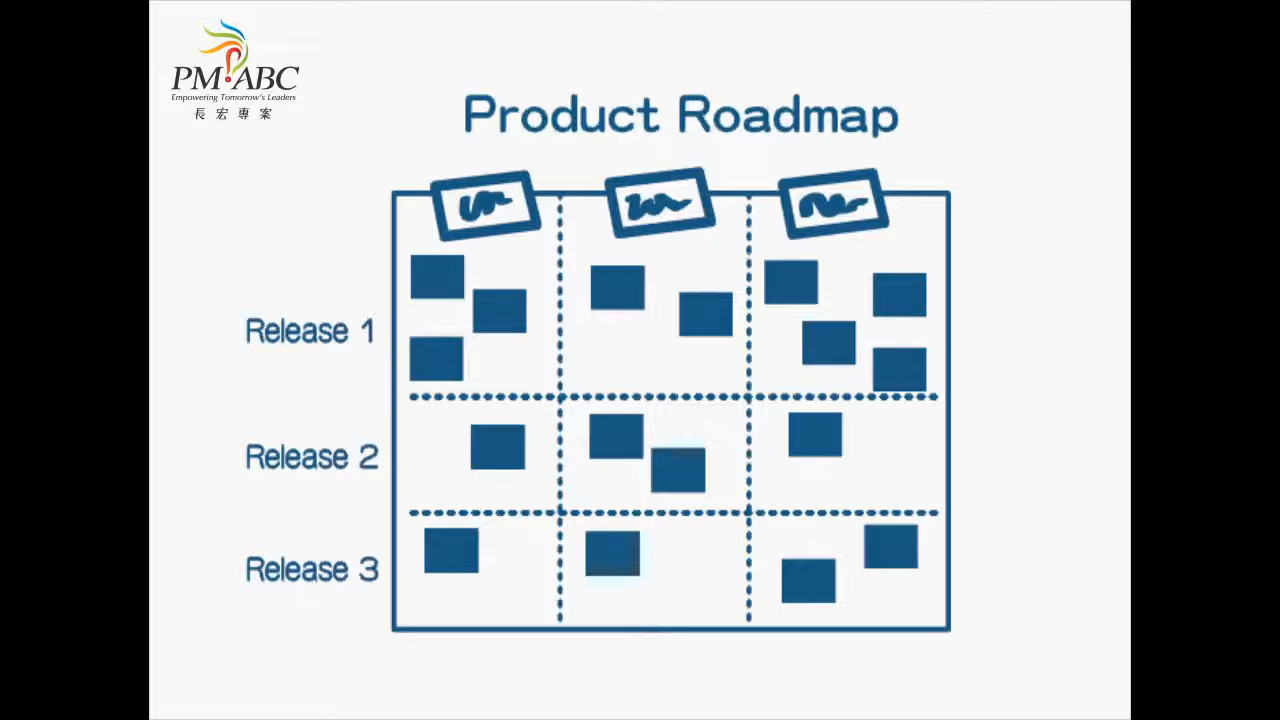 PM ABC
Empowering Tomorrow's Leaders
長宏專案
Product Roadmap
Release 1
Release 2
Release 3